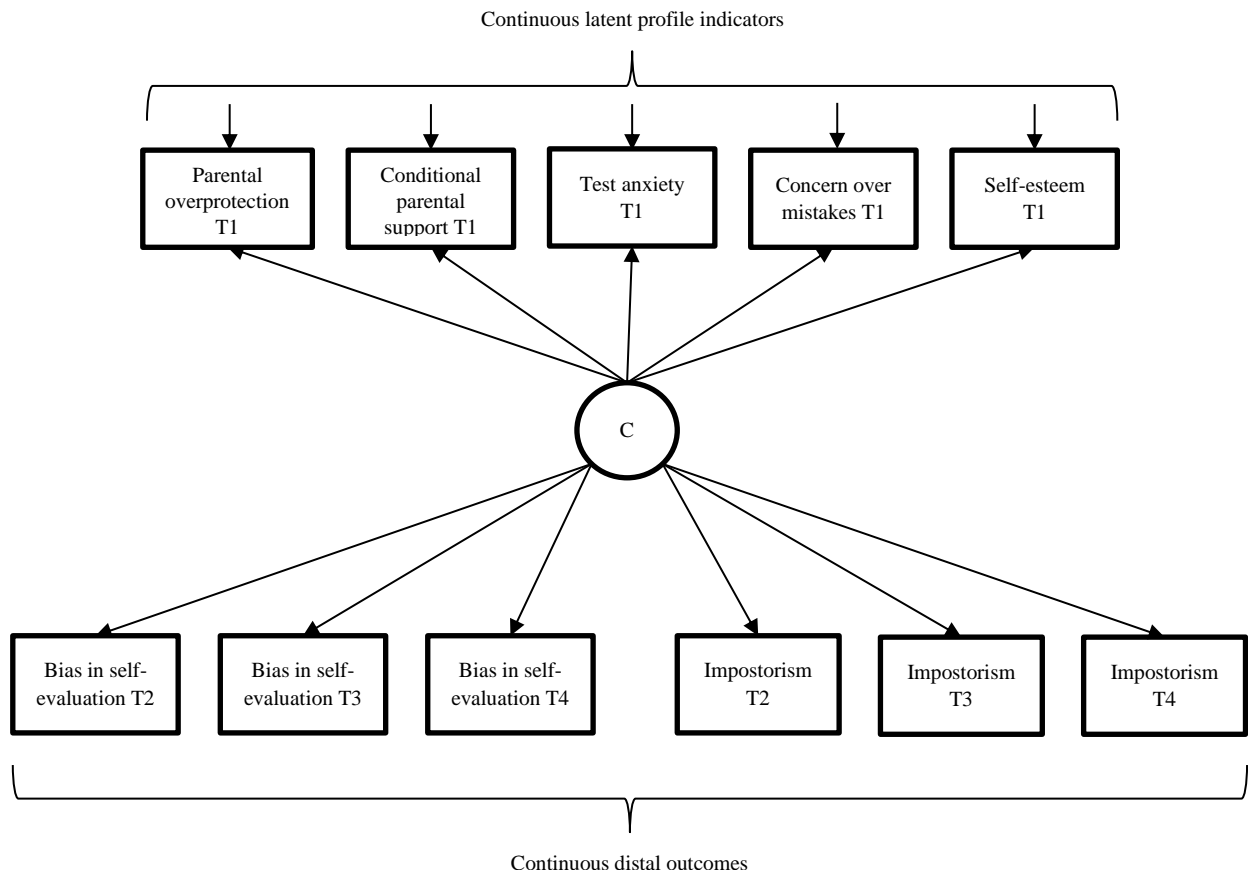 Continuous latent profile indicators
Parental
overprotection
T1
Conditional
parental
support T1
Test anxiety
T1
Concern over
mistakes T1
Self-esteem
T1
C
Bias in self-
evaluation T2
Bias in self-
evaluation T3
Bias in self-
evaluation T4
Impostorism
T2
Impostorism
T3
Impostorism
T4
Continuous distal outcomes